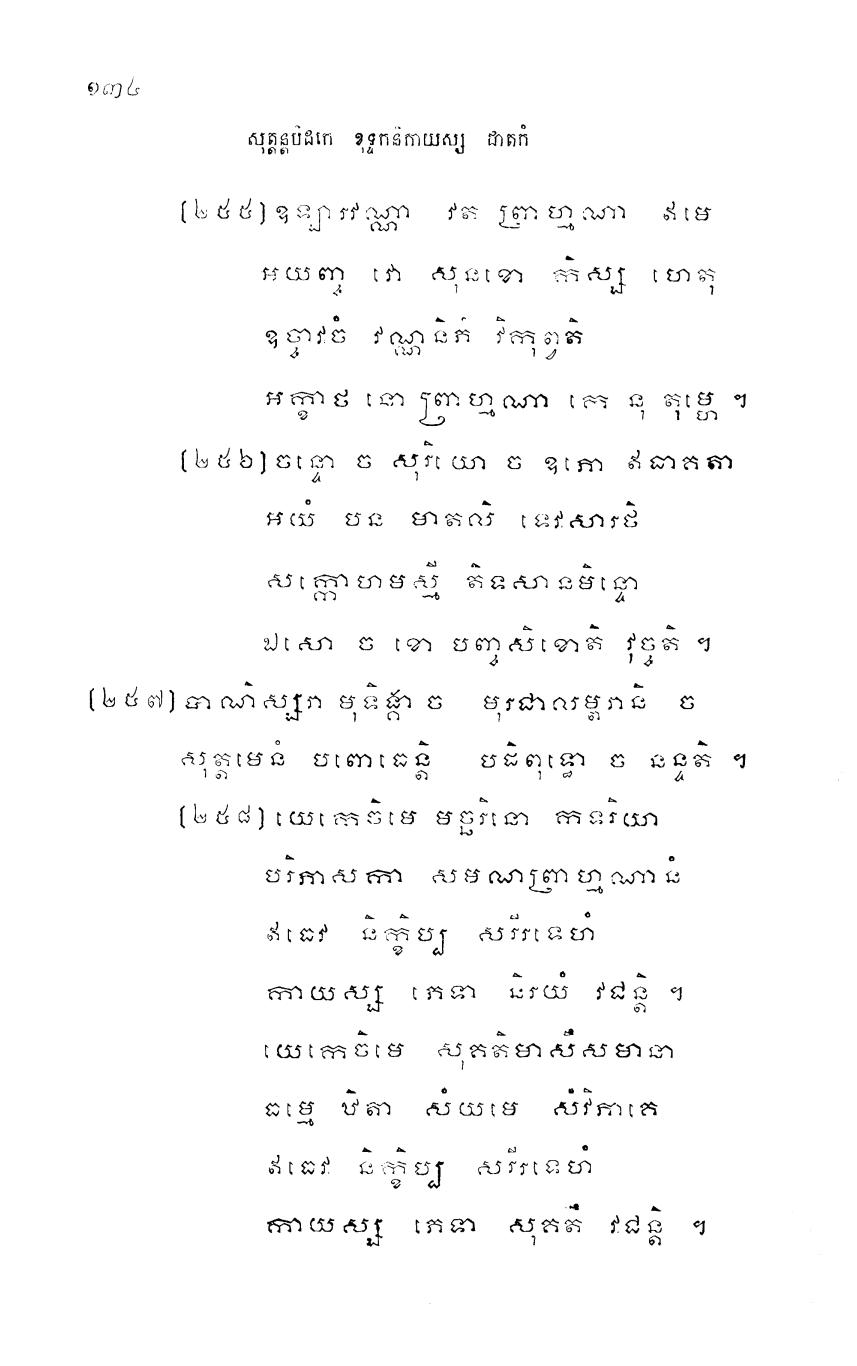 ១៣៤
សុត្តន្តបិដកេ ខុទ្ទកនិកាយស្ស ជាតកំ
[២៥៥] ឧឡារវណ្ណា វត ព្រាហ្មណា ឥមេ
អយញ្ច វោ សុនខោ កិស្ស ហេតុ
ឧច្ចាវចំ វណ្ណនិភំ វិកុព្វតិ
អក្ខាថ នោ ព្រាហ្មណា កេ នុ តុម្ហេ ។
[២៥៦] ចន្ទោ ច សុរិយោ ច ឧភោ ឥធាគតា
អយំ បន មាតលិ ទេវសារថិ
សក្កោហមស្មិ តិទសានមិន្ទោ
ឯសោ ច ខោ បញ្ចសិខោតិ វុច្ចតិ ។
[២៥៧] បាណិស្សរា មុទិង្គា ច មុរជាលម្ពរានិ ច
សុត្តមេនំ បពោធេន្តិ បដិពុទ្ធោ ច នន្ទតិ ។
[២៥៨] យេកេចិមេ មច្ឆរិនោ កទរិយា
បរិភាសកា សមណព្រាហ្មណានំ
ឥធេវ និក្ខិប្ប សរីរទេហំ
កាយស្ស ភេទា និរយំ វជន្តិ ។
យេកេចិមេ សុគតិមាសឹសមានា
ធម្មេ ឋិតា សំយមេ សំវិភាគេ
ឥធេវ និក្ខិប្ប សរីរទេហំ
កាយស្ស ភេទា សុគតឹ វជន្តិ ។